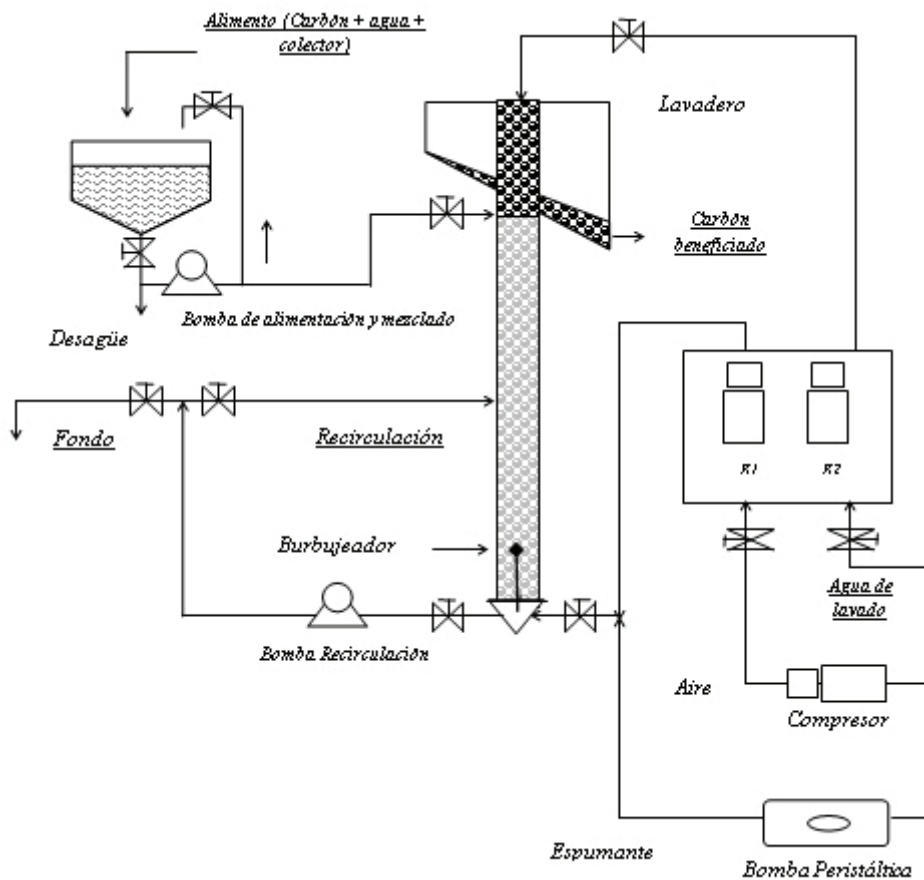 Alimento (Carbón + agua +
colector)
Lavadero
Carbón
beneficiado
Bomba de alimentación y mezclado
Desagüe
Fondo
Recirculación
R1
R2
Burbujeador
Agua de
lavado
Bomba Recirculación
Aire
Compresor
Espumante
Bomba Peristáltica